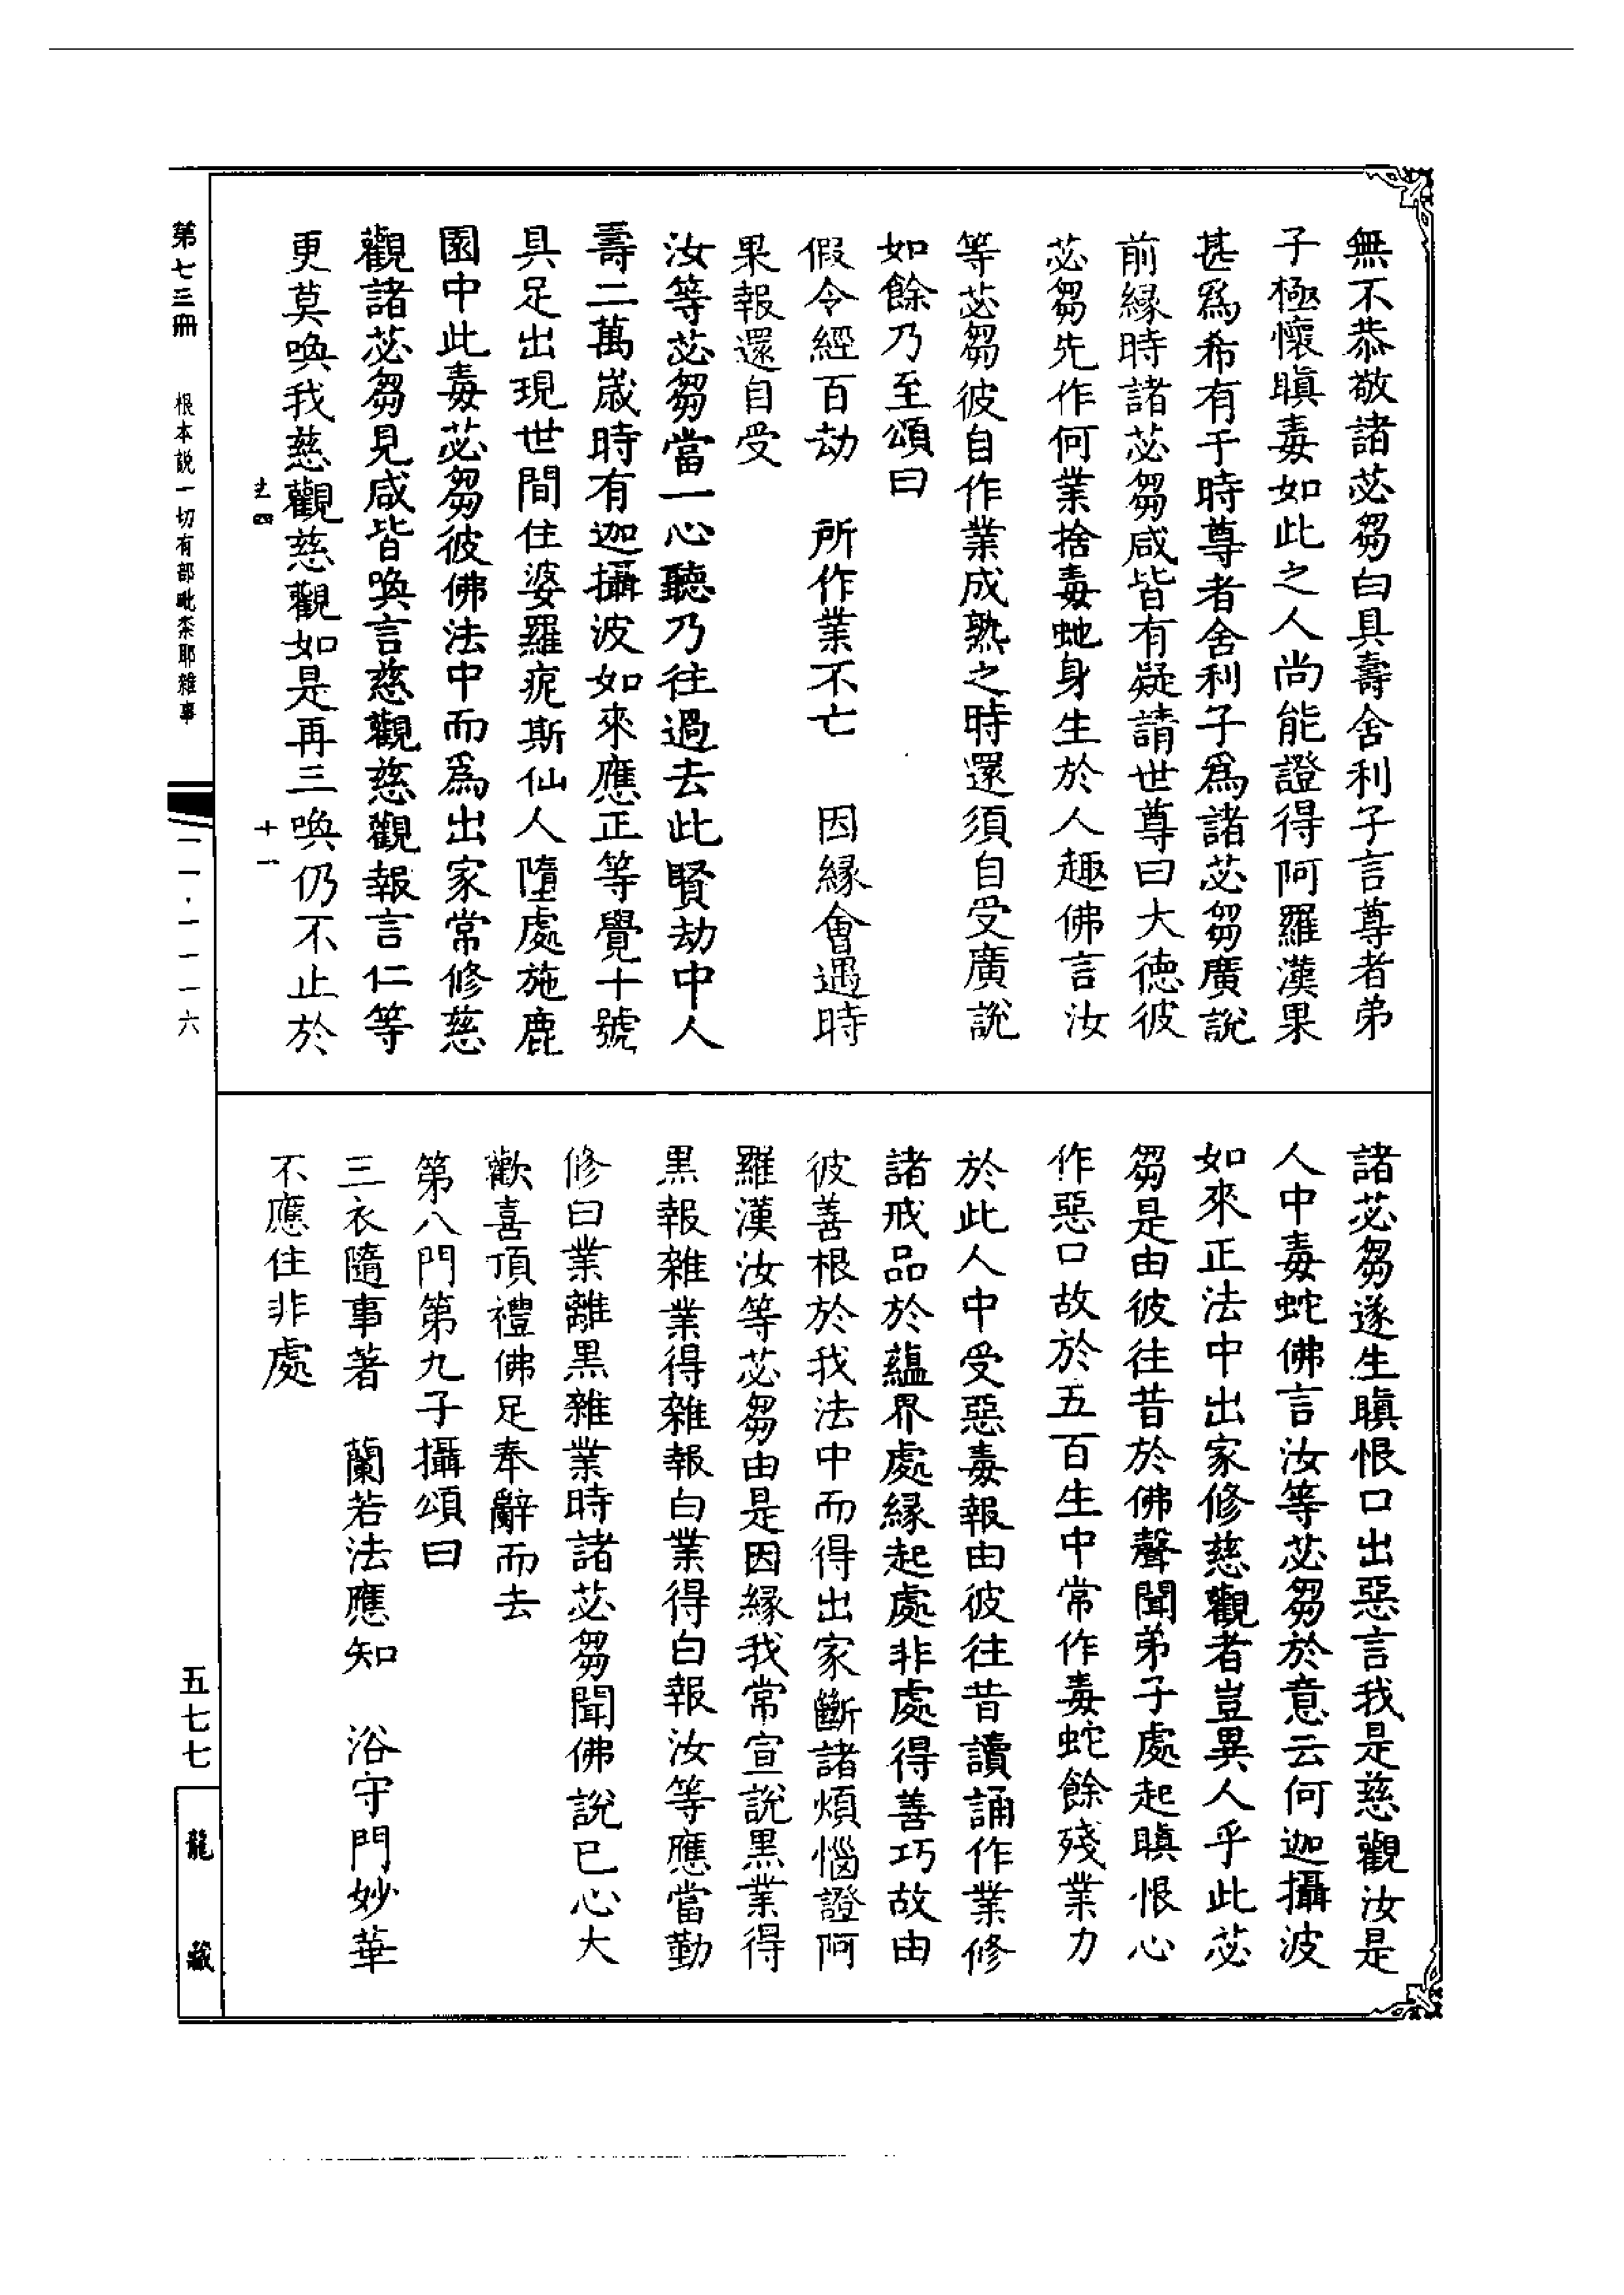 無不恭敬諸苾芻白具壽舍利子言尊者弟
子極懷瞋毒如此之人尚能證得阿羅漢果
甚爲希有于時尊者舍利子爲諸苾芻廣說
前緣時諸苾芻咸皆有疑請世尊曰大德彼
苾芻先作何業捨毒虵身生於人趣佛言汝
等苾芻彼自作業成熟之時還須自受廣說
如餘乃至頌曰
假令經百劫　所作業不亡　因緣會遇時
果報還自受
汝等苾芻當一心聽乃往過去此賢劫中人
壽二萬歲時有迦攝波如來應正等覺十號
具足出現世間住婆羅痆斯仙人墮處施鹿
園中此毒苾芻彼佛法中而爲出家常修慈
觀諸苾芻見咸皆喚言慈觀慈觀報言仁等
更莫喚我慈觀慈觀如是再三喚仍不止於
諸苾芻遂生瞋恨口出惡言我是慈觀汝是
人中毒蛇佛言汝等苾芻於意云何迦攝波
如來正法中出家修慈觀者豈異人乎此苾
芻是由彼往昔於佛聲聞弟子處起瞋恨心
作惡口故於五百生中常作毒蛇餘殘業力
於此人中受惡毒報由彼往昔讀誦作業修
諸戒品於蘊界處緣起處非處得善巧故由
彼善根於我法中而得出家斷諸煩惱證阿
羅漢汝等苾芻由是因緣我常宣說黑業得
黑報雜業得雜報白業得白報汝等應當勤
修白業離黑雜業時諸苾芻聞佛說已心大
歡喜頂禮佛足奉辭而去
第八門第九子攝頌曰
三衣隨事著　蘭若法應知　浴守門妙華
不應住非處
第七三冊　根本說一切有部毗奈耶雜事
一一·一一一六
五七七
龍藏
十一